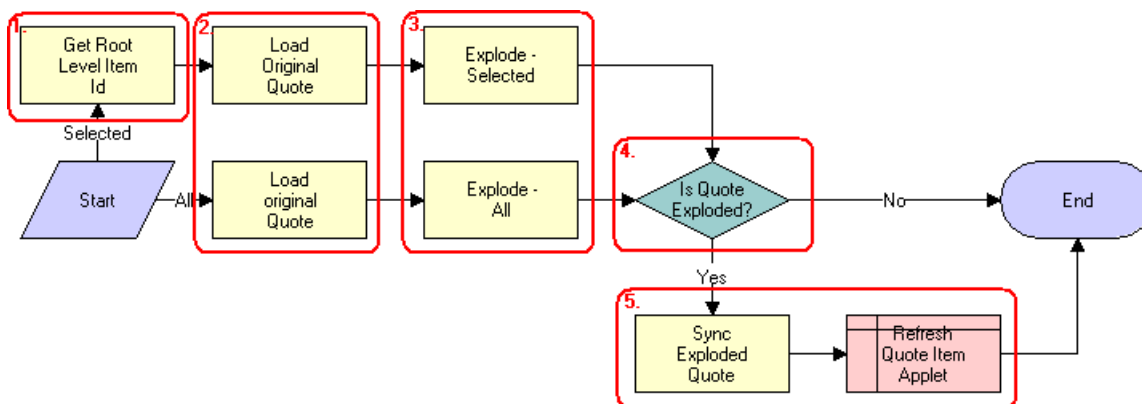 1.
Get Root
Level Item
Id
2.
Load
Original
Quote
3.
Explode -
Selected
Selected
Start
All
Load
original
Quote
Explode -
All
4.
Is Quote
Exploded?
No
End
Yes
5.
Sync
Exploded
Quote
Refresh
Quote Item
Applet